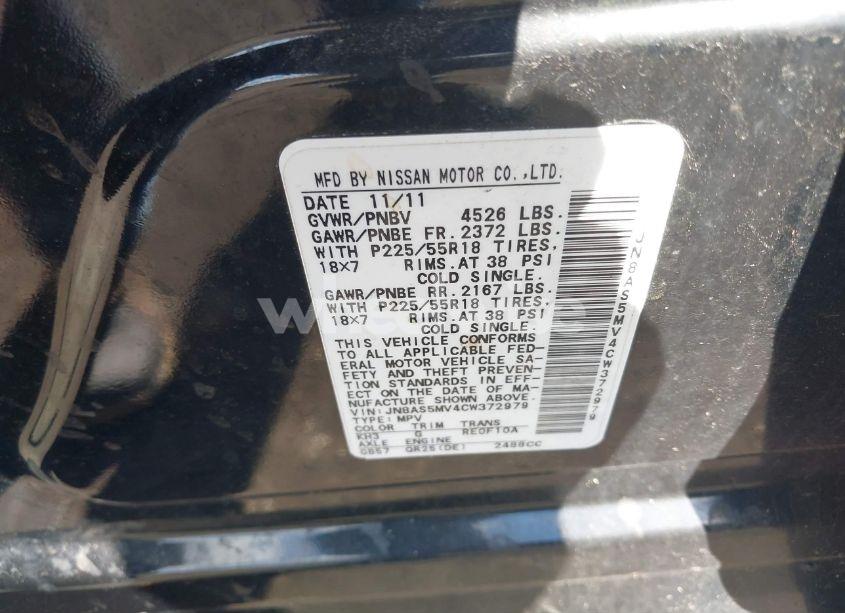 MFD BY NISSAN MOTOR CO.,LTD.
DATE 11/11
GVWR/PNBV 4526 LBS.
GAWR/PNBE FR. 2372 LBS.
WITH P225/55R18 TIRES,
18X7 RIMS.AT 38 PSI
COLD SINGLE.
GAWR/PNBE RR. 2167 LBS.
WITH P225/55R18 TIRES,
18X7 RIMS.AT 38 PSI
COLD SINGLE.
THIS VEHICLE CONFORMS
TO ALL APPLICABLE FED-
ERAL MOTOR VEHICLE SA-
FETY AND THEFT PREVEN-
TION STANDARDS IN EFF-
ECT ON THE DATE OF MA-
NUFACTURE SHOWN ABOVE.
VIN:JN8AS5MV4CW372979
TYPE:MPV
COLOR TRIM TRANS
KH3 G RE0F10A
AXLE ENGINE
GB57 QR25(DE) 2488CC
JN8AS5MV4CW372979